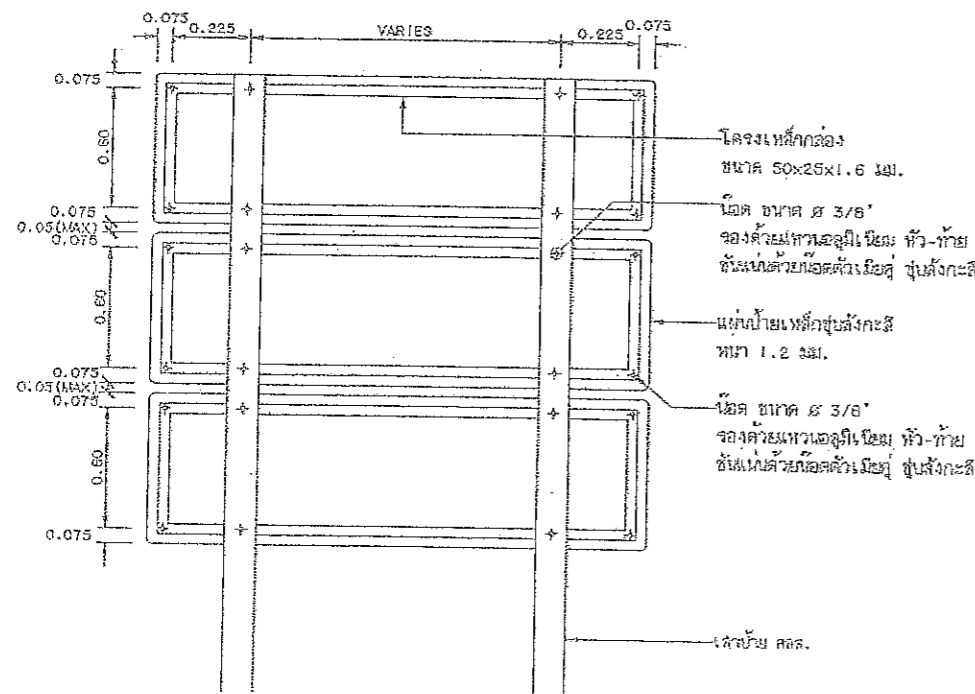 0.075
0.225
VARIES
0.225
0.075
0.075
0.60
0.075
0.05(MAX)
0.075
0.60
0.075
0.05(MAX)
0.075
0.60
0.075
โครงเหล็กกล่อง
ขนาด 50x25x1.6 มม.
น๊อต ขนาด Ø 3/8"
รองด้วยแหวนอลูมิเนียม หัว-ท้าย
ขันแน่นด้วยน๊อตตัวเมียคู่ ชุบสังกะสี
แผ่นป้ายเหล็กชุบสังกะสี
หนา 1.2 มม.
น๊อต ขนาด Ø 3/8"
รองด้วยแหวนอลูมิเนียม หัว-ท้าย
ขันแน่นด้วยน๊อตตัวเมียคู่ ชุบสังกะสี
เสาป้าย คสล.